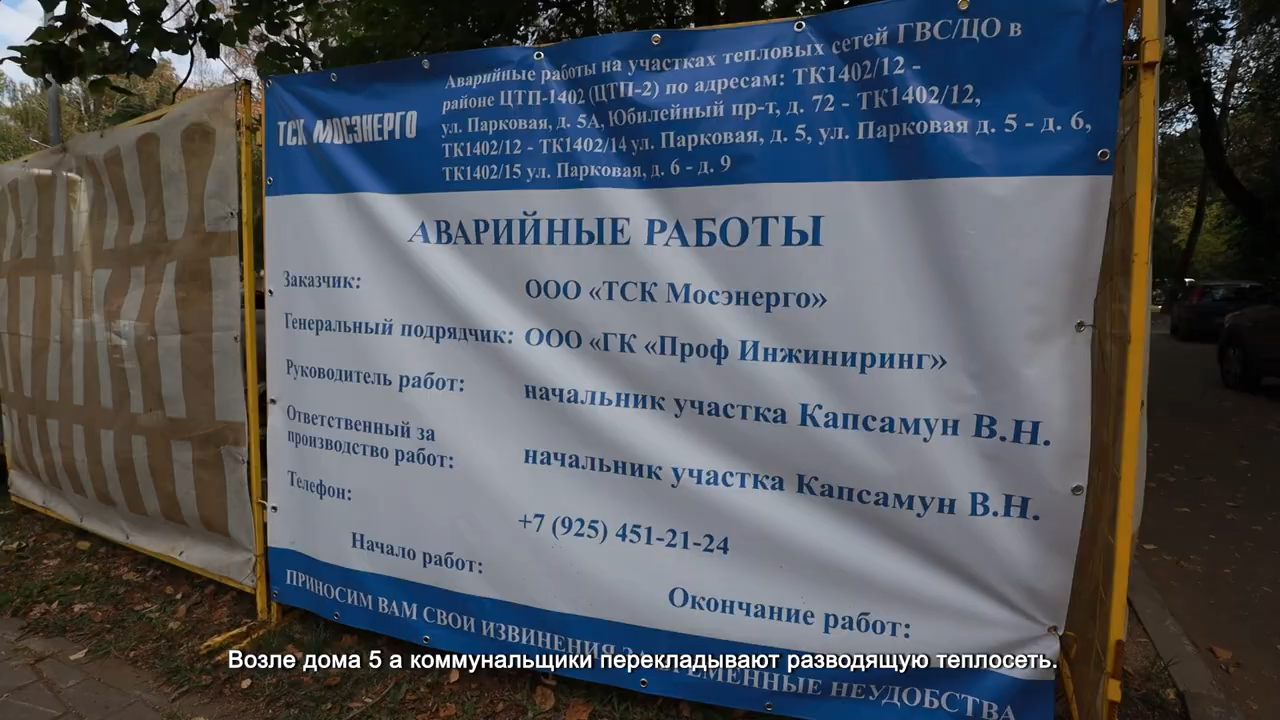 ТСК МОСЭНЕРГО
Аварийные работы на участках тепловых сетей ГВС/ЦО в
районе ЦТП-1402 (ЦТП-2) по адресам: ТК1402/12 -
ул. Парковая, д. 5А, Юбилейный пр-т, д. 72 - ТК1402/12,
ТК1402/12 - ТК1402/14 ул. Парковая, д. 5, ул. Парковая д. 5 - д. 6,
ТК1402/15 ул. Парковая, д. 6 - д. 9
АВАРИЙНЫЕ РАБОТЫ
Заказчик: ООО «ТСК Мосэнерго»
Генеральный подрядчик: ООО «ГК «Проф Инжиниринг»
Руководитель работ: начальник участка Капсамун В.Н.
Ответственный за
производство работ: начальник участка Капсамун В.Н.
Телефон: +7 (925) 451-21-24
Начало работ: Окончание работ:
ПРИНОСИМ ВАМ СВОИ ИЗВИНЕНИЯ ЗА ВРЕМЕННЫЕ НЕУДОБСТВА
Возле дома 5 а коммунальщики перекладывают разводящую теплосеть.